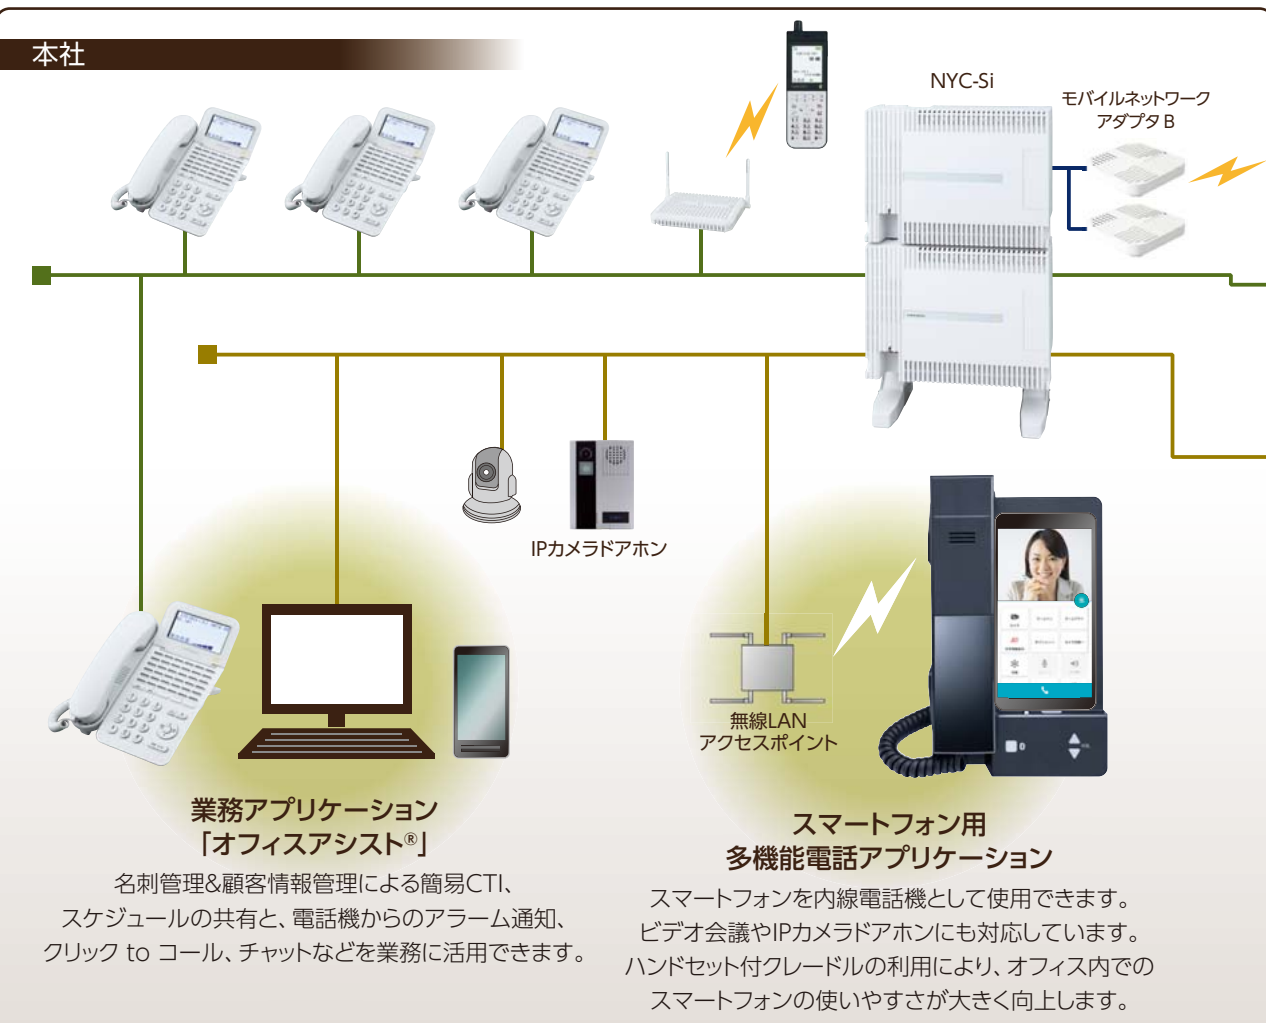 本社
NYC-Si
モバイルネットワーク
アダプタ B
IPカメラドアホン
無線LAN
アクセスポイント
業務アプリケーション
「オフィスアシスト®」
名刺管理&顧客情報管理による簡易CTI、
スケジュールの共有と、電話機からのアラーム通知、
クリック to コール、チャットなどを業務に活用できます。
スマートフォン用
多機能電話アプリケーション
スマートフォンを内線電話機として使用できます。
ビデオ会議やIPカメラドアホンにも対応しています。
ハンドセット付クレードルの利用により、オフィス内での
スマートフォンの使いやすさが大きく向上します。